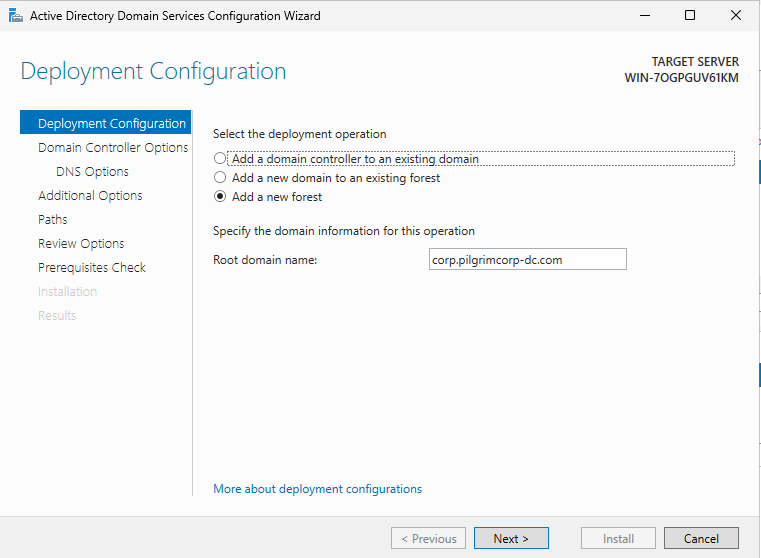 Active Directory Domain Services Configuration Wizard
Deployment Configuration
TARGET SERVER
WIN-7OGPGUV61KM
Deployment Configuration
Domain Controller Options
DNS Options
Additional Options
Paths
Review Options
Prerequisites Check
Installation
Results
Select the deployment operation
Add a domain controller to an existing domain
Add a new domain to an existing forest
Add a new forest
Specify the domain information for this operation
Root domain name:
corp.pilgrimcorp-dc.com
More about deployment configurations
< Previous
Next >
Install
Cancel